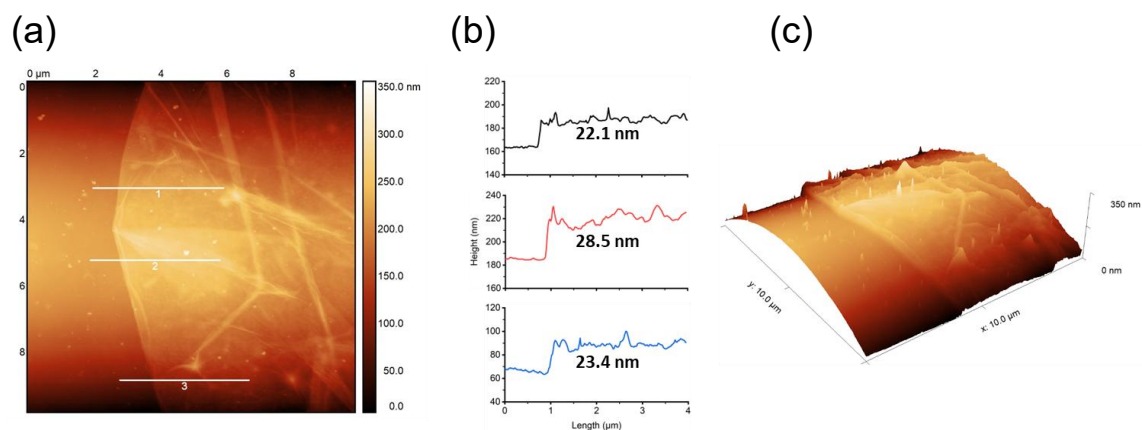 (a)
0 µm 2 4 6 8
0
2
4
6
8
1
2
3
350.0 nm
300.0
250.0
200.0
150.0
100.0
50.0
0.0
(b)
220
200
180
160
140
22.1 nm
240
220
200
180
160
28.5 nm
Height (nm)
120
100
80
60
40
23.4 nm
0 1 2 3 4
Length (µm)
(c)
350 nm
0 nm
y: 10.0 µm
x: 10.0 µm